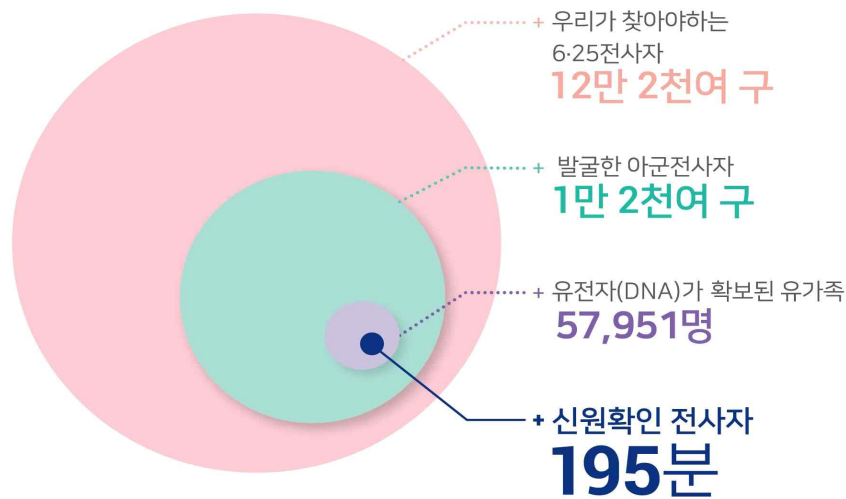 + 우리가 찾아야하는
6·25전사자
12만 2천여 구
+ 발굴한 아군전사자
1만 2천여 구
+ 유전자(DNA)가 확보된 유가족
57,951명
+ 신원확인 전사자
195분